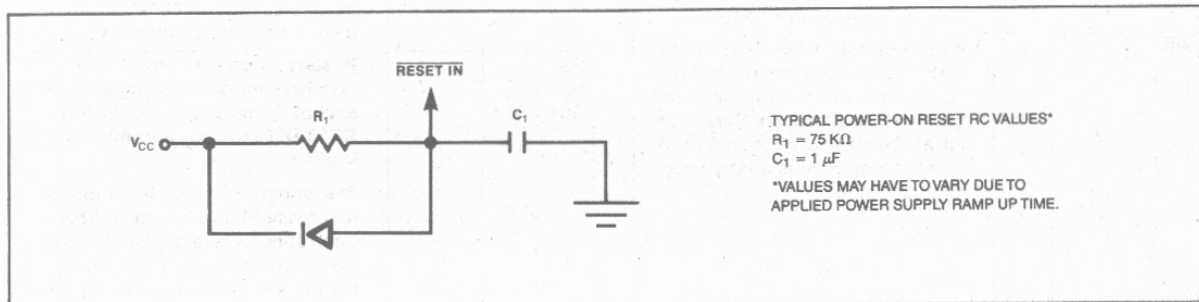 RESET IN
R₁
C₁
VCC
TYPICAL POWER-ON RESET RC VALUES*
R₁ = 75 KΩ
C₁ = 1 μF
*VALUES MAY HAVE TO VARY DUE TO
APPLIED POWER SUPPLY RAMP UP TIME.